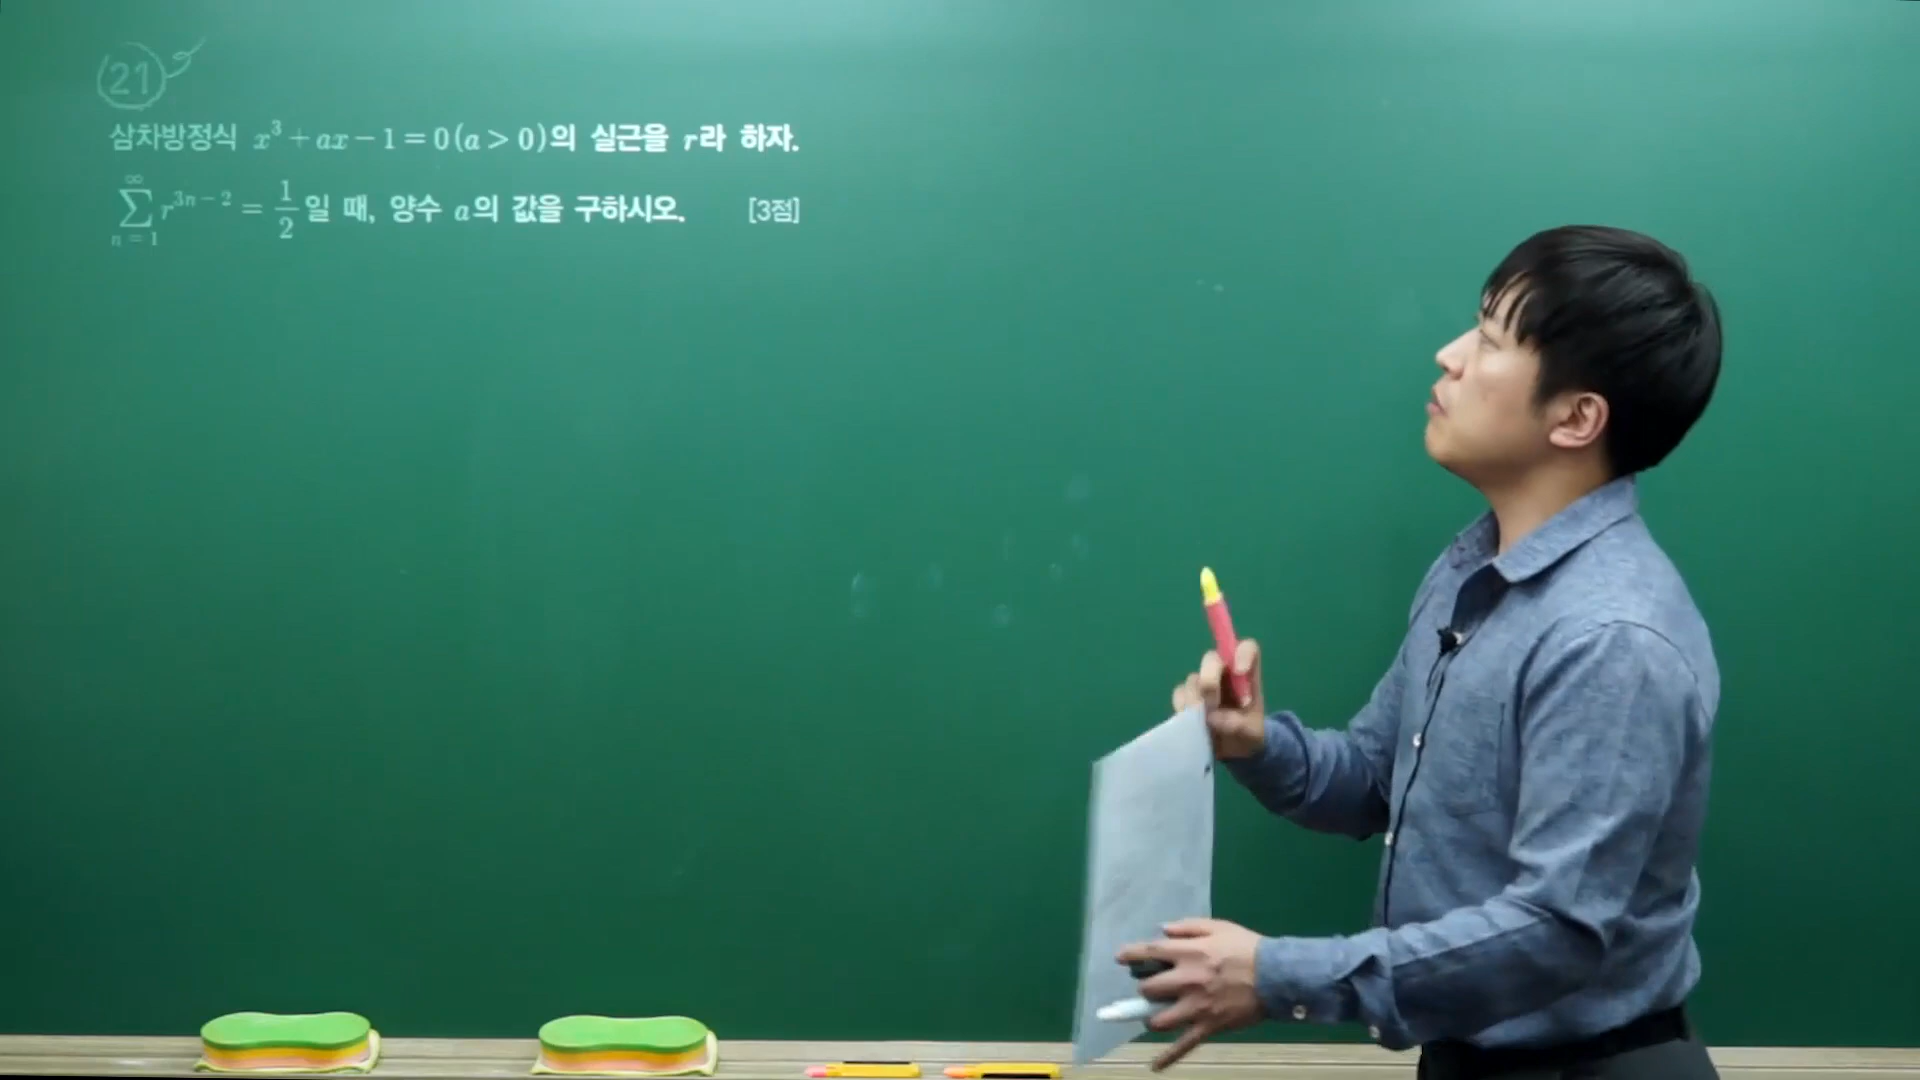 21
삼차방정식 x³ + ax − 1 = 0 (a > 0)의 실근을 r라 하자.
∑_{n=1}^{∞} r^{3n−2} = 1/2 일 때, 양수 a의 값을 구하시오. [3점]